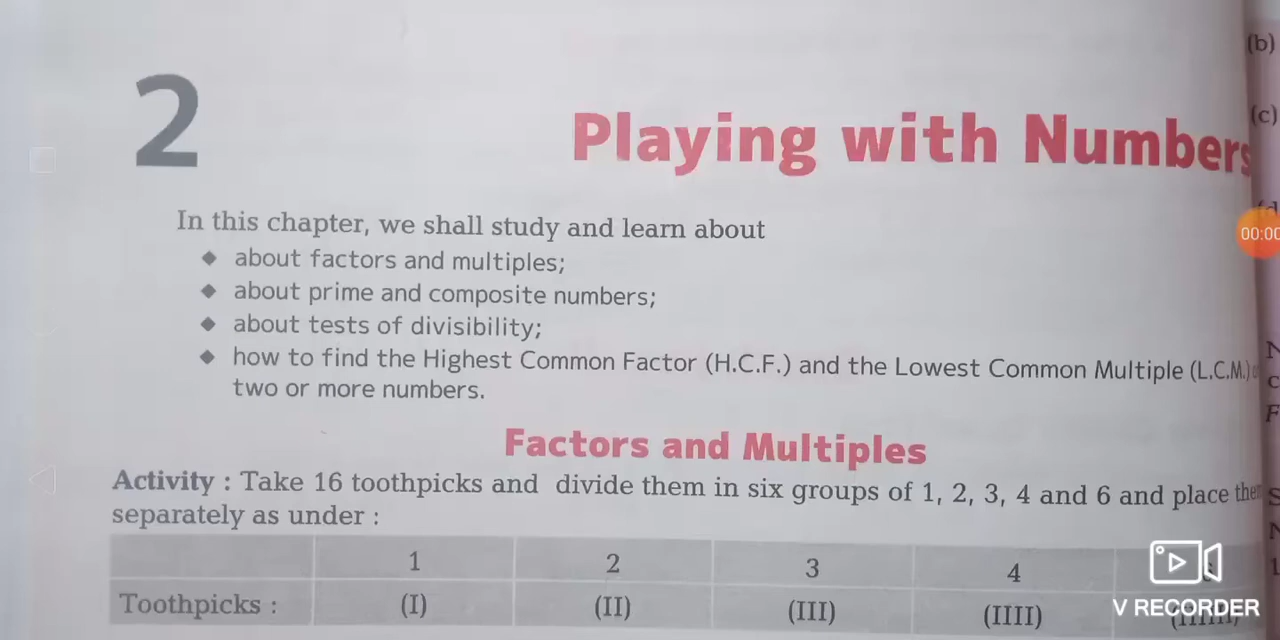 2
Playing with Numbers
In this chapter, we shall study and learn about
◆ about factors and multiples;
◆ about prime and composite numbers;
◆ about tests of divisibility;
◆ how to find the Highest Common Factor (H.C.F.) and the Lowest Common Multiple (L.C.M.)
two or more numbers.
Factors and Multiples
Activity : Take 16 toothpicks and divide them in six groups of 1, 2, 3, 4 and 6 and place
separately as under :
1 2 3 4
Toothpicks : (I) (II) (III) (IIII)
(b)
(c)
00:00
V RECORDER